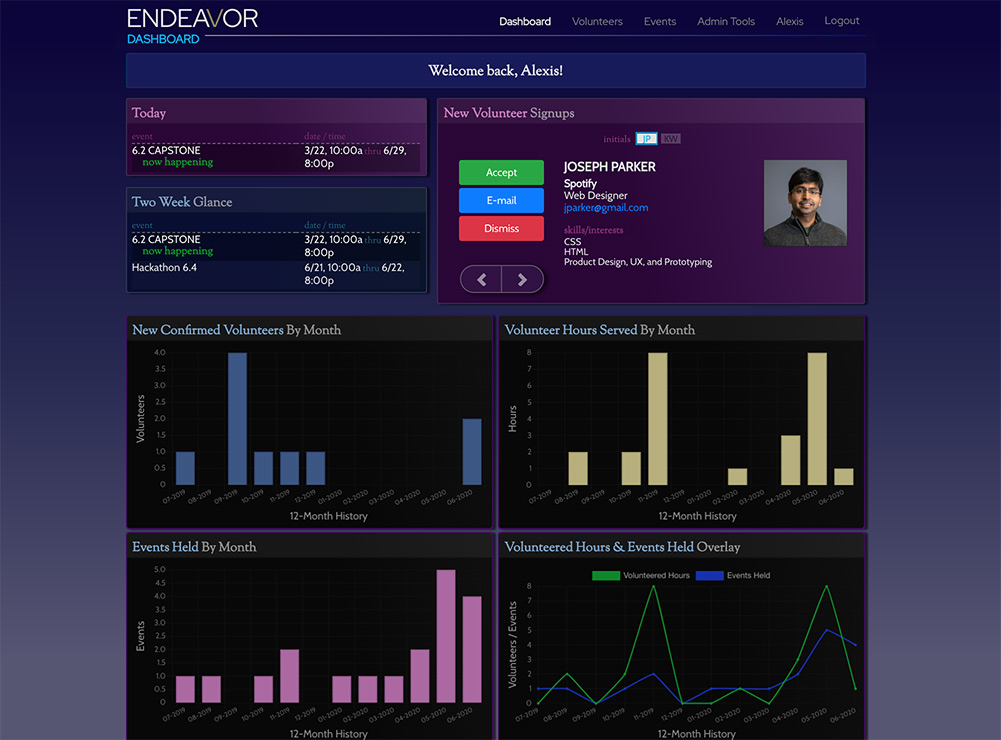 ENDEAVOR
DASHBOARD
Dashboard Volunteers Events Admin Tools Alexis Logout
Welcome back, Alexis!
Today
event date / time
6.2 CAPSTONE 3/22, 10:00a thru 6/29,
now happening 8:00p
Two Week Glance
event date / time
6.2 CAPSTONE 3/22, 10:00a thru 6/29,
now happening 8:00p
Hackathon 6.4 6/21, 10:00a thru 6/22,
8:00p
New Volunteer Signups
initials JP XW
Accept
E-mail
Dismiss
JOSEPH PARKER
Spotify
Web Designer
jparker@gmail.com
skills/interests
CSS
HTML
Product Design, UX, and Prototyping
New Confirmed Volunteers By Month
Volunteers
4.0
3.5
3.0
2.5
2.0
1.5
1.0
0.5
0
07-2019 08-2019 09-2019 10-2019 11-2019 12-2019 01-2020 02-2020 03-2020 04-2020 05-2020 06-2020
12-Month History
Volunteer Hours Served By Month
Hours
8
7
6
5
4
3
2
1
0
07-2019 08-2019 09-2019 10-2019 11-2019 12-2019 01-2020 02-2020 03-2020 04-2020 05-2020 06-2020
12-Month History
Events Held By Month
Events
5.0
4.5
4.0
3.5
3.0
2.5
2.0
1.5
1.0
0.5
0
07-2019 08-2019 09-2019 10-2019 11-2019 12-2019 01-2020 02-2020 03-2020 04-2020 05-2020 06-2020
12-Month History
Volunteered Hours & Events Held Overlay
Volunteered Hours Events Held
Volunteers / Events
8
7
6
5
4
3
2
1
0
07-2019 08-2019 09-2019 10-2019 11-2019 12-2019 01-2020 02-2020 03-2020 04-2020 05-2020 06-2020
12-Month History